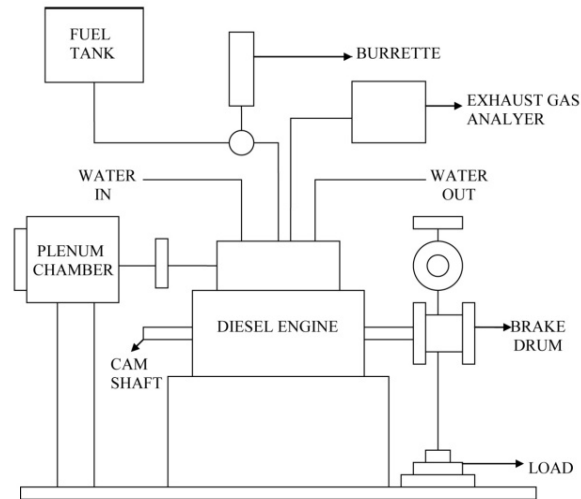 FUEL
TANK
BURRETTE
EXHAUST GAS
ANALYER
WATER
IN
WATER
OUT
PLENUM
CHAMBER
DIESEL ENGINE
BRAKE
DRUM
CAM
SHAFT
LOAD